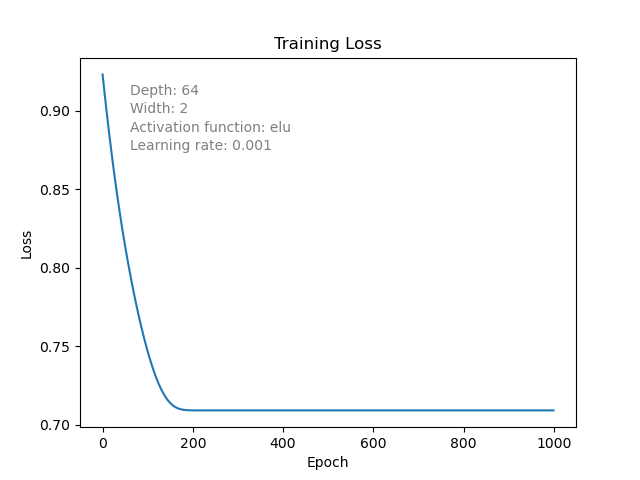 Training Loss
Depth: 64
Width: 2
Activation function: elu
Learning rate: 0.001
0.90
0.85
0.80
0.75
0.70
Loss
0
200
400
600
800
1000
Epoch